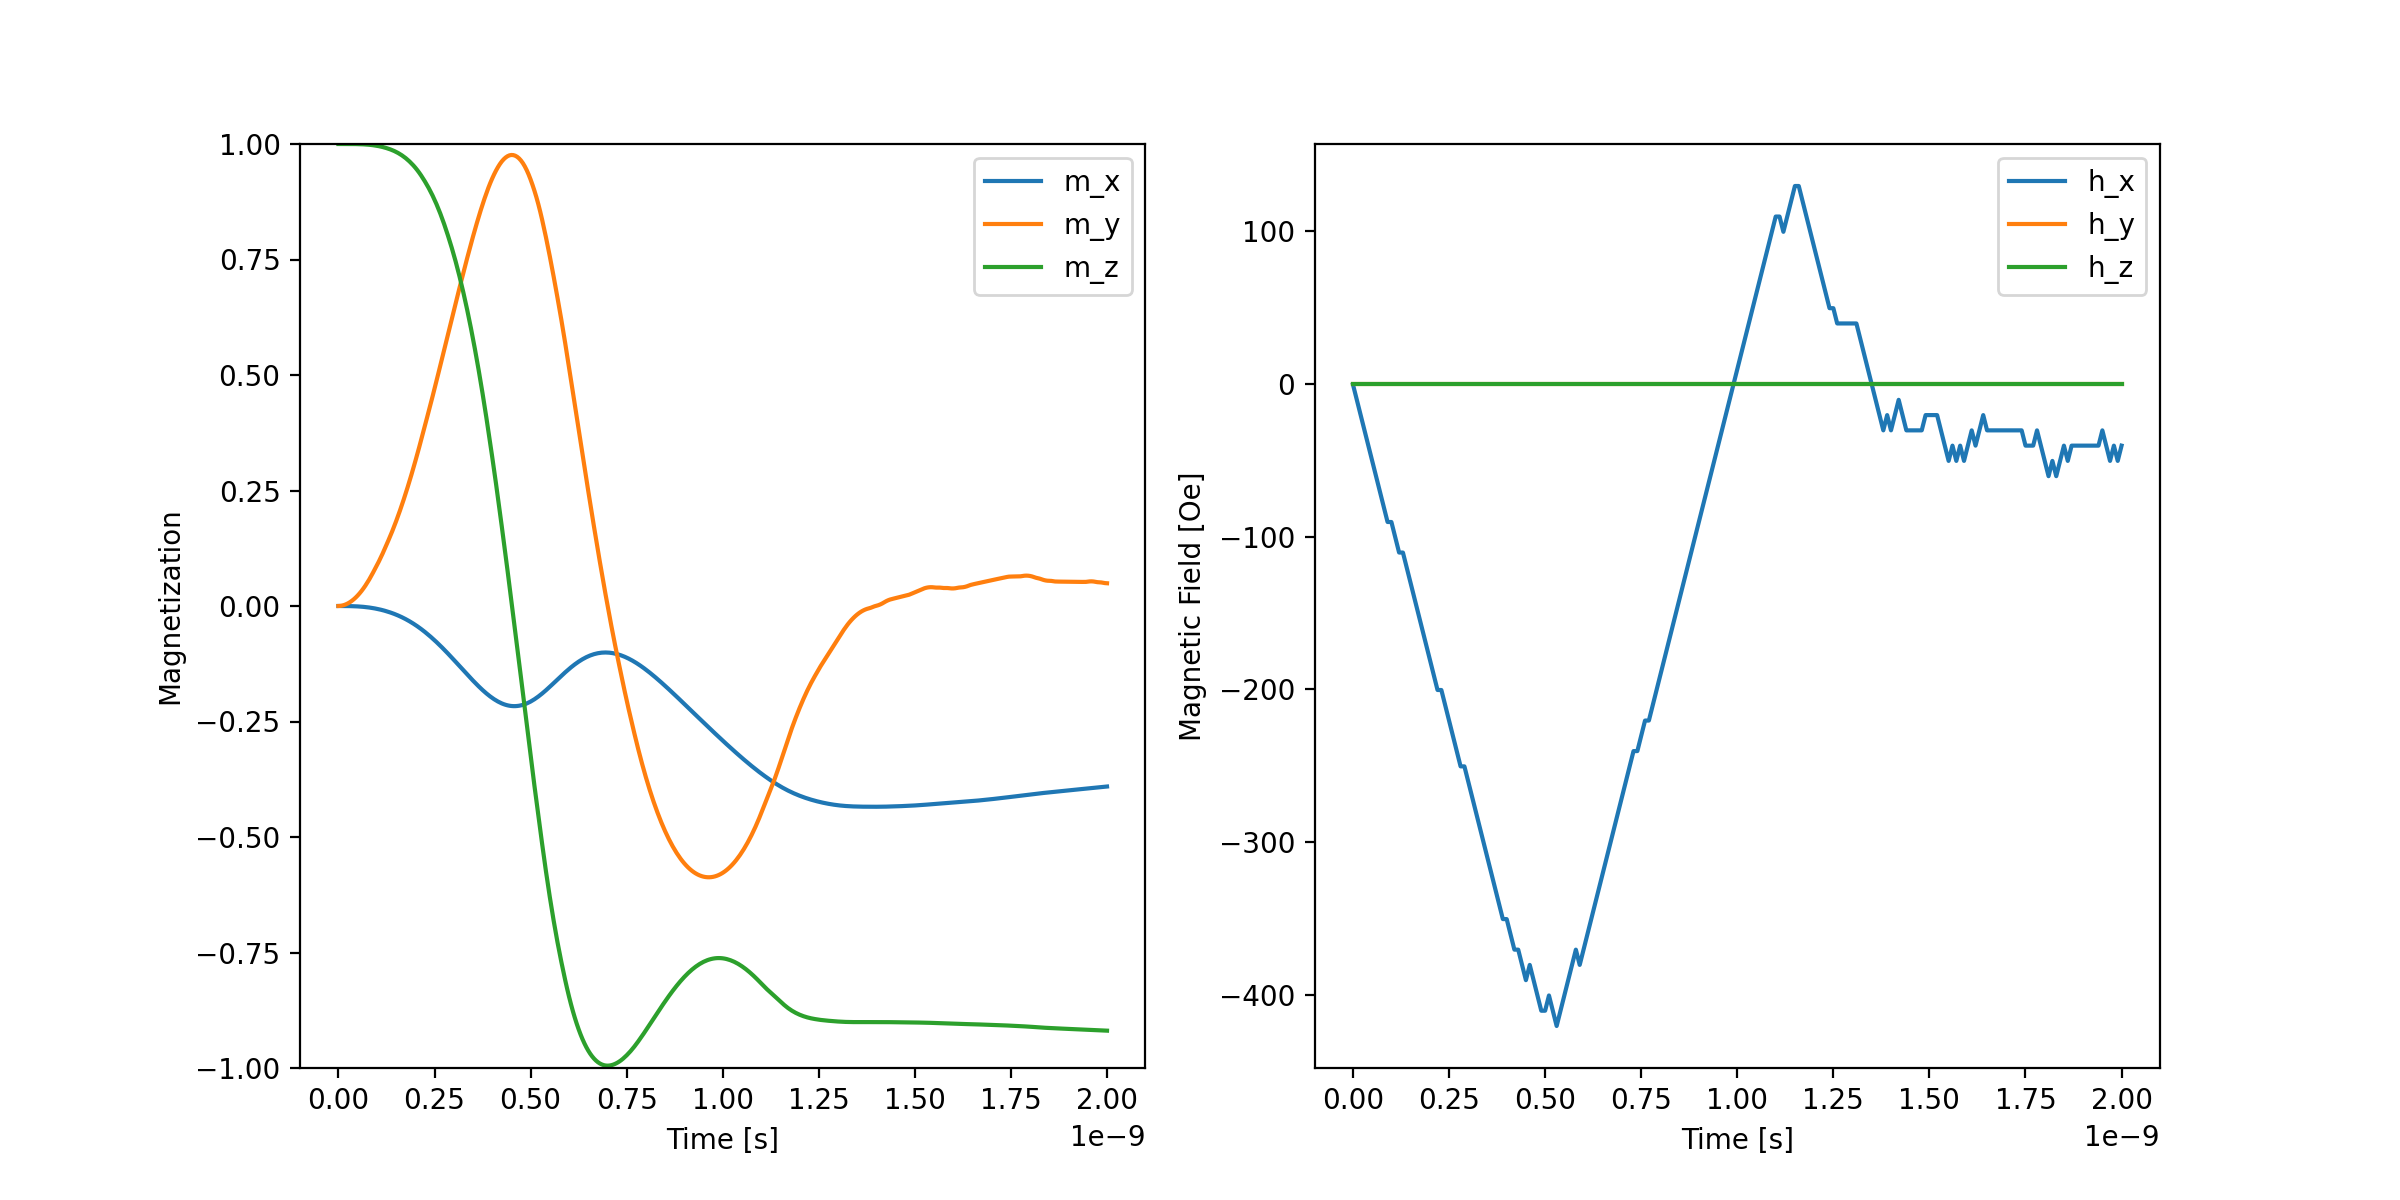 Magnetization
1.00
0.75
0.50
0.25
0.00
−0.25
−0.50
−0.75
−1.00
m_x
m_y
m_z
0.00 0.25 0.50 0.75 1.00 1.25 1.50 1.75 2.00
Time [s]
1e−9
Magnetic Field [Oe]
100
0
−100
−200
−300
−400
h_x
h_y
h_z
0.00 0.25 0.50 0.75 1.00 1.25 1.50 1.75 2.00
Time [s]
1e−9